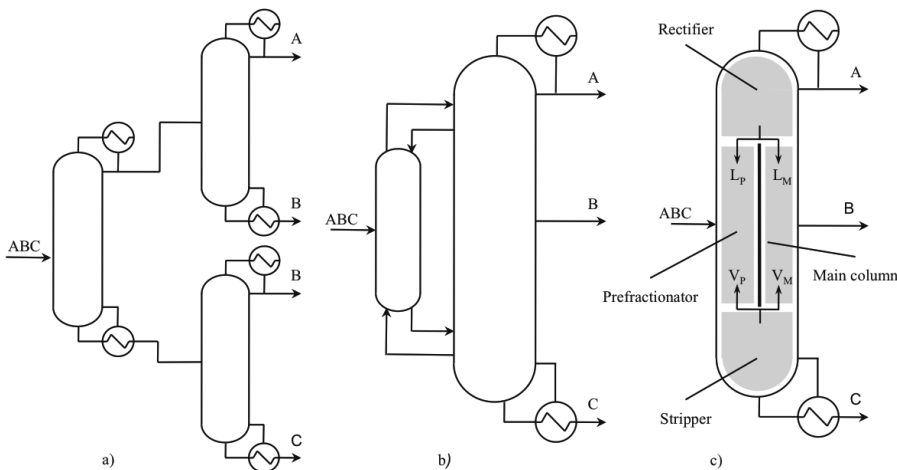 A
ABC
B
B
C
a)
ABC
A
B
C
b)
Rectifier
A
L_P
L_M
ABC
B
V_P
V_M
Main column
Prefractionator
Stripper
C
c)